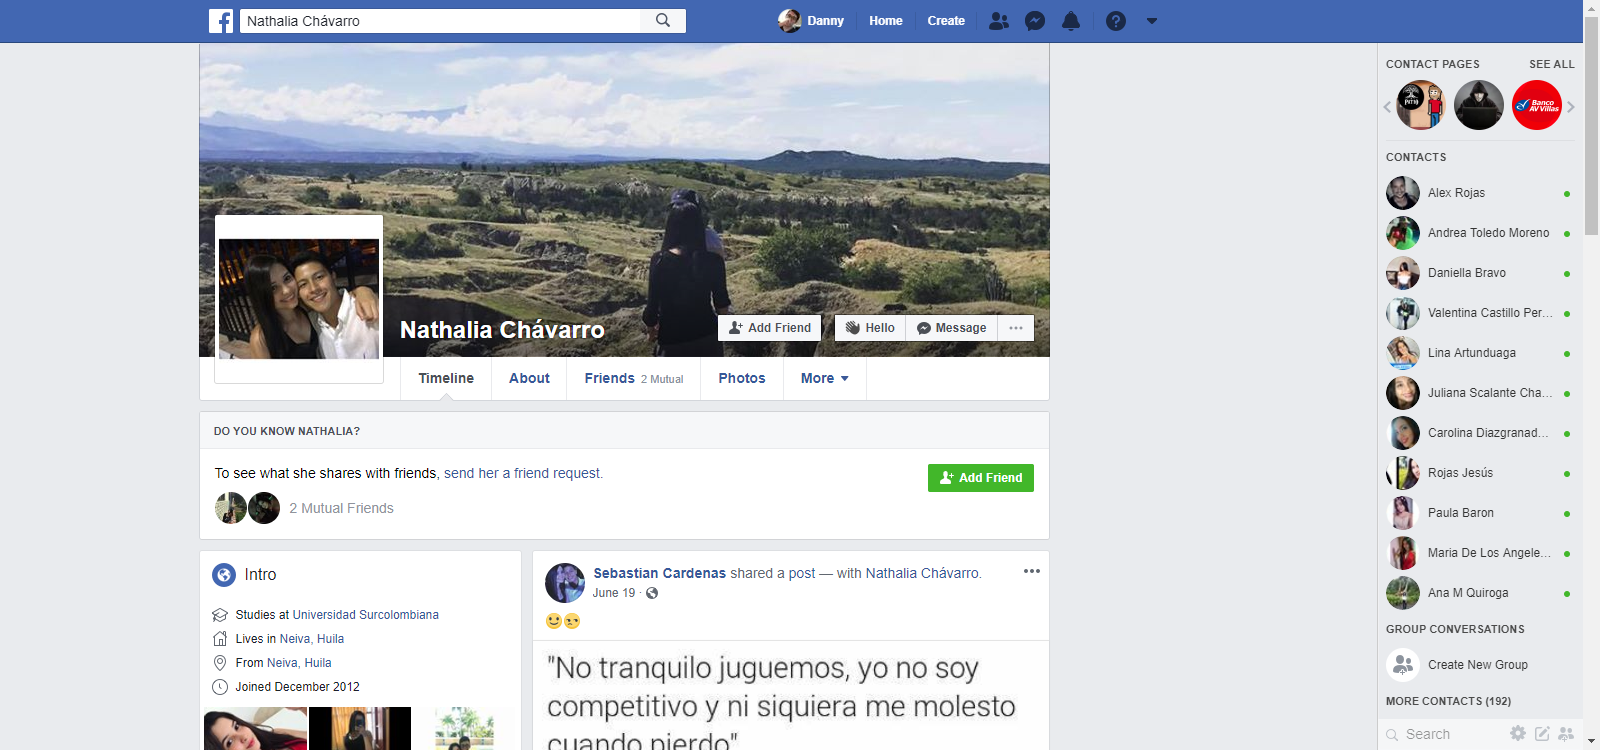 Nathalia Chávarro
Danny
Home
Create
Nathalia Chávarro
Add Friend
Hello
Message
Timeline
About
Friends 2 Mutual
Photos
More
DO YOU KNOW NATHALIA?
To see what she shares with friends, send her a friend request.
Add Friend
2 Mutual Friends
Intro
Studies at Universidad Surcolombiana
Lives in Neiva, Huila
From Neiva, Huila
Joined December 2012
Sebastian Cardenas shared a post — with Nathalia Chávarro.
June 19 ·
"No tranquilo juguemos, yo no soy
competitivo y ni siquiera me molesto
cuando pierdo"
CONTACT PAGES
SEE ALL
Banco
AV Villas
CONTACTS
Alex Rojas
Andrea Toledo Moreno
Daniella Bravo
Valentina Castillo Per...
Lina Artunduaga
Juliana Scalante Cha...
Carolina Diazgranad...
Rojas Jesús
Paula Baron
Maria De Los Angele...
Ana M Quiroga
GROUP CONVERSATIONS
Create New Group
MORE CONTACTS (192)
Search